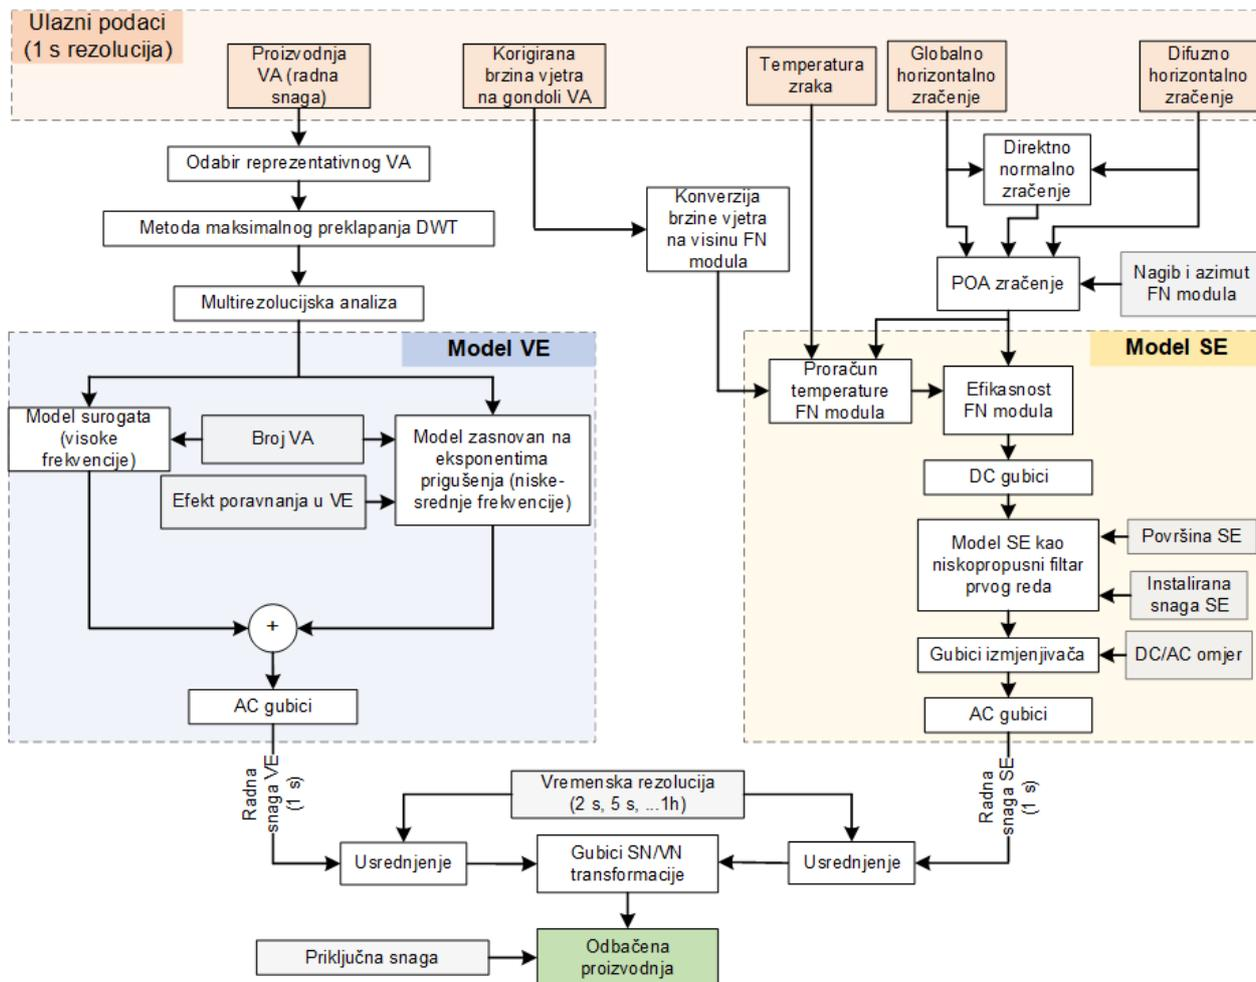 Ulazni podaci
(1 s rezolucija)
Proizvodnja
VA (radna
snaga)
Korigirana
brzina vjetra
na gondoli VA
Temperatura
zraka
Globalno
horizontalno
zračenje
Difuzno
horizontalno
zračenje
Odabir reprezentativnog VA
Direktno
normalno
zračenje
Metoda maksimalnog preklapanja DWT
Konverzija
brzine vjetra
na visinu FN
modula
Multirezolucijska analiza
POA zračenje
Nagib i azimut
FN modula
Model VE
Model SE
Model surogata
(visoke
frekvencije)
Broj VA
Efekt poravnanja u VE
Model zasnovan na
eksponentima
prigušenja (niske-
srednje frekvencije)
Proračun
temperature
FN modula
Efikasnost
FN modula
DC gubici
Model SE kao
niskopropusni filtar
prvog reda
Površina SE
Instalirana
snaga SE
+
Gubici izmjenjivača
DC/AC omjer
AC gubici
AC gubici
Radna
snaga VE
(1 s)
Radna
snaga SE
(1 s)
Vremenska rezolucija
(2 s, 5 s, ...1h)
Usrednjenje
Gubici SN/VN
transformacije
Usrednjenje
Priključna snaga
Odbačena
proizvodnja